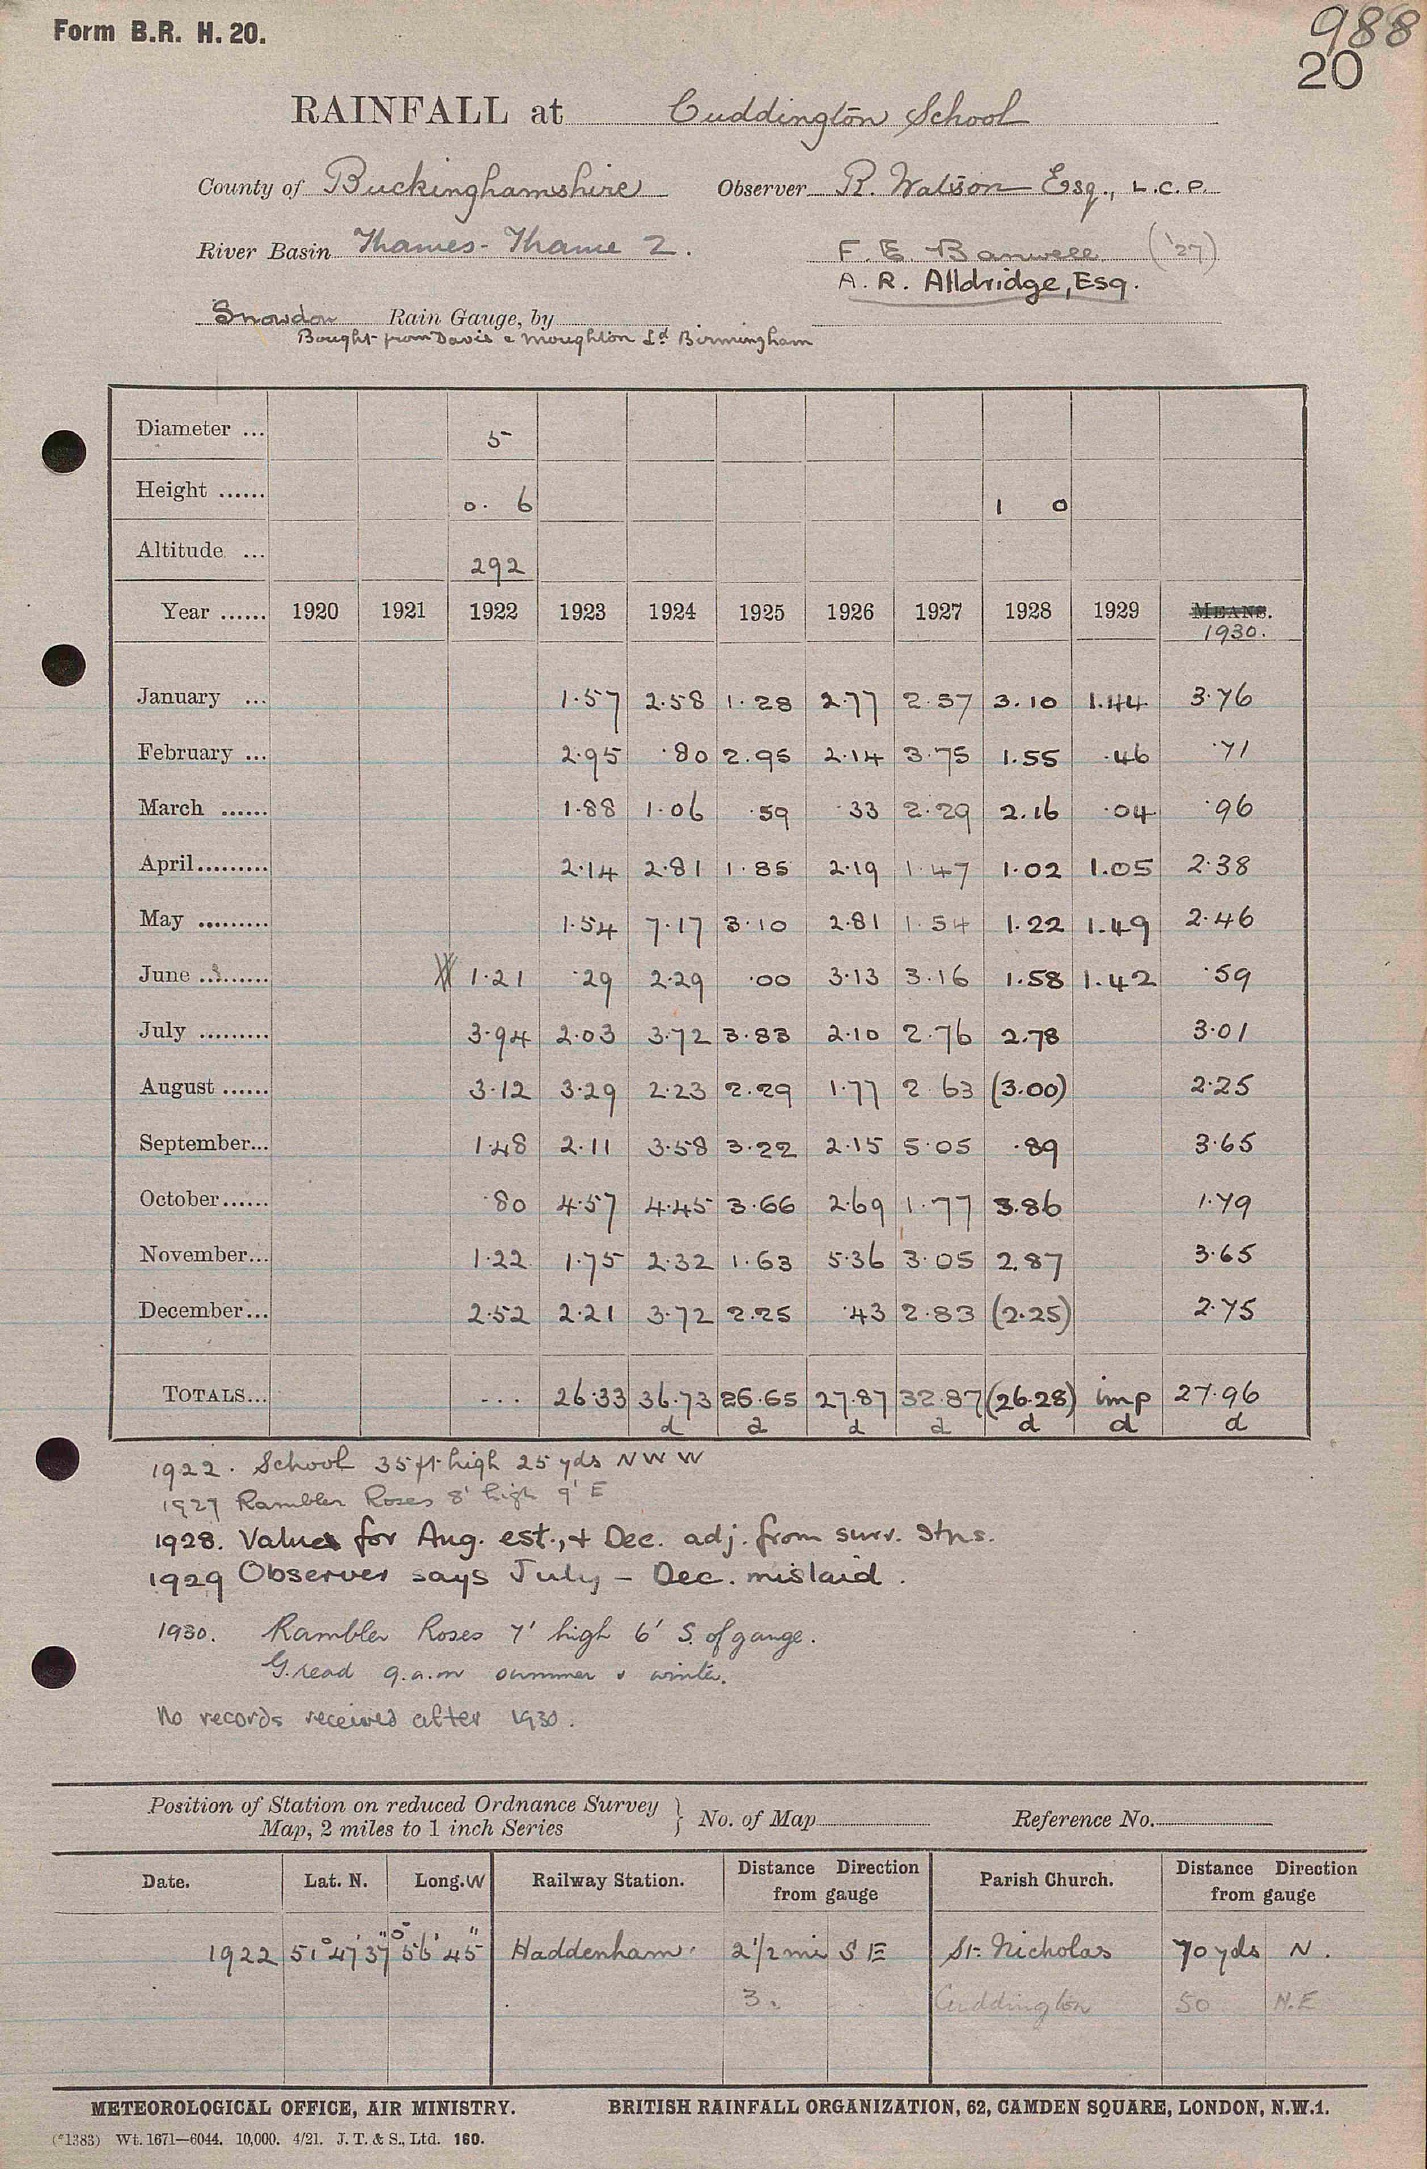 Form B.R. H. 20.
988
20
RAINFALL at Cuddington School
County of Buckinghamshire Observer R. Watson Esq., L.C.P.
River Basin Thames - Thame 2. F. E. Banwell ('27)
A. R. Alldridge, Esq.
Snowdon Rain Gauge, by
Bought from Davis & Moughton Ld Birmingham
Diameter ... 5
Height ...... 0. 6 1 0
Altitude ... 292
Year ...... 1920 1921 1922 1923 1924 1925 1926 1927 1928 1929 MEANS.
1930.
January ... 1.57 2.58 1.28 2.77 2.37 3.10 1.44 3.76
February ... 2.95 .80 2.95 2.14 3.75 1.55 .46 .71
March ...... 1.88 1.06 .59 .33 2.29 2.16 .04 .96
April......... 2.14 2.81 1.85 2.19 1.47 1.02 1.05 2.38
May ......... 1.54 7.17 3.10 2.81 1.54 1.22 1.49 2.46
June ......... 1.21 .29 2.29 .00 3.13 3.16 1.58 1.42 .59
July ......... 3.94 2.03 3.72 3.83 2.10 2.76 2.78 3.01
August ...... 3.12 3.29 2.23 2.29 1.77 2.63 (3.00) 2.25
September... 1.48 2.11 3.58 3.22 2.15 5.05 .89 3.65
October...... .80 4.57 4.45 3.66 2.69 1.77 3.86 1.79
November... 1.22 1.75 2.32 1.63 5.36 3.05 2.87 3.65
December... 2.52 2.21 3.72 2.25 .43 2.83 (2.25) 2.75
TOTALS... ... 26.33 36.73 26.65 27.87 32.87 (26.28) imp 27.96
d d d d d d d
1922. School 35 ft high 25 yds N W W
1927 Rambler Roses 8' high 9' E
1928. Values for Aug. est., + Dec. adj. from surr. stns.
1929 Observer says July - Dec. mislaid.
1930. Rambler Roses 7' high 6' S. of gauge.
G. read 9.a.m summer & winter.
No records received after 1930.
Position of Station on reduced Ordnance Survey
Map, 2 miles to 1 inch Series } No. of Map Reference No.
Date. Lat. N. Long. W Railway Station. Distance Direction from gauge Parish Church. Distance Direction from gauge
1922 51° 47' 37" 0° 56' 45" Haddenham. 2 1/2 mi S E St. Nicholas 70 yds N.
3. Cuddington 50 N.E
METEOROLOGICAL OFFICE, AIR MINISTRY. BRITISH RAINFALL ORGANIZATION, 62, CAMDEN SQUARE, LONDON, N.W.1.
(*1383) Wt. 1671—6044. 10,000. 4/21. J. T. & S., Ltd. 160.